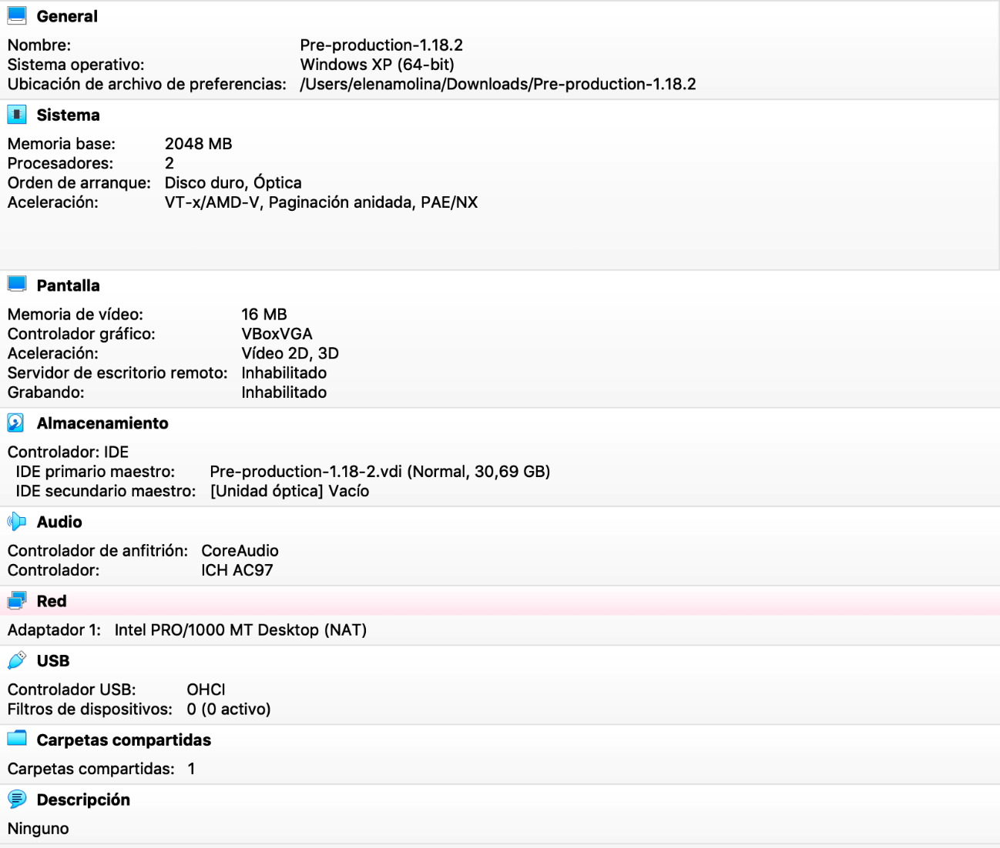 General
Nombre: Pre-production-1.18.2
Sistema operativo: Windows XP (64-bit)
Ubicación de archivo de preferencias: /Users/elenamolina/Downloads/Pre-production-1.18.2
Sistema
Memoria base: 2048 MB
Procesadores: 2
Orden de arranque: Disco duro, Óptica
Aceleración: VT-x/AMD-V, Paginación anidada, PAE/NX
Pantalla
Memoria de vídeo: 16 MB
Controlador gráfico: VBoxVGA
Aceleración: Vídeo 2D, 3D
Servidor de escritorio remoto: Inhabilitado
Grabando: Inhabilitado
Almacenamiento
Controlador: IDE
IDE primario maestro: Pre-production-1.18-2.vdi (Normal, 30,69 GB)
IDE secundario maestro: [Unidad óptica] Vacío
Audio
Controlador de anfitrión: CoreAudio
Controlador: ICH AC97
Red
Adaptador 1: Intel PRO/1000 MT Desktop (NAT)
USB
Controlador USB: OHCI
Filtros de dispositivos: 0 (0 activo)
Carpetas compartidas
Carpetas compartidas: 1
Descripción
Ninguno